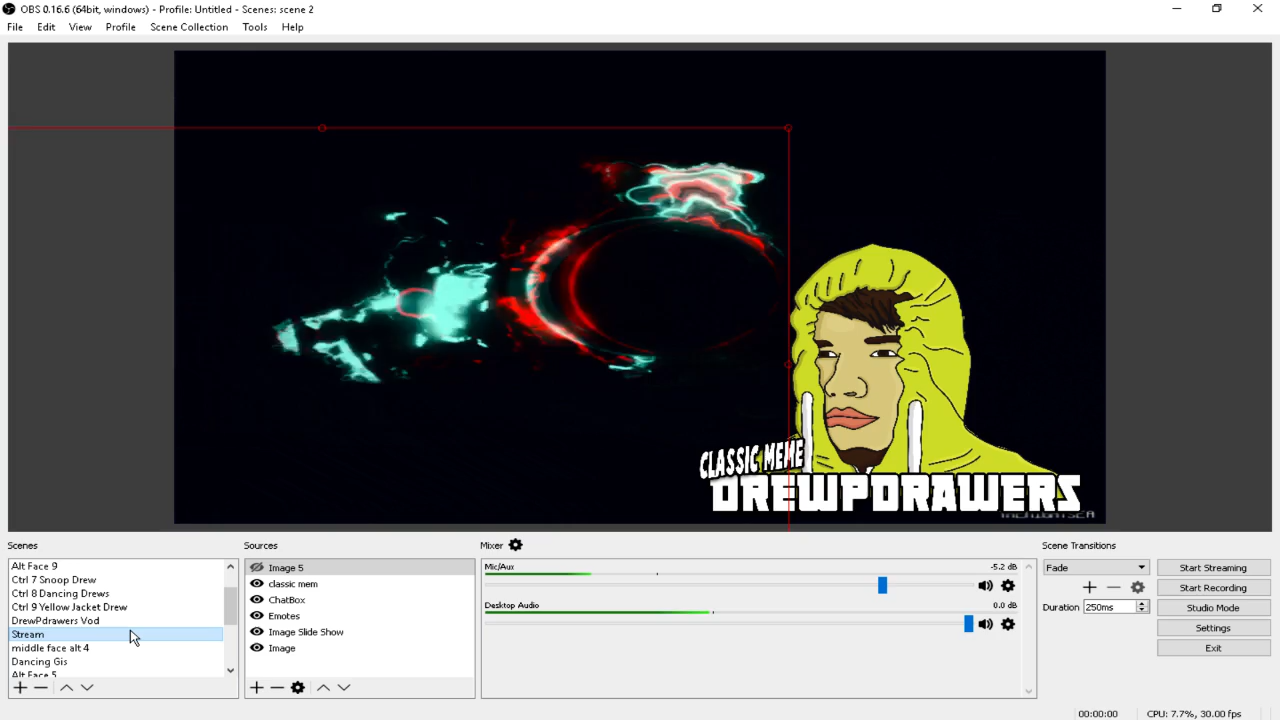 OBS 0.16.6 (64bit, windows) - Profile: Untitled - Scenes: scene 2
File Edit View Profile Scene Collection Tools Help
CLASSIC MEME
DREWPDRAWERS
Scenes
Alt Face 9
Ctrl 7 Snoop Drew
Ctrl 8 Dancing Drews
Ctrl 9 Yellow Jacket Drew
DrewPdrawers Vod
Stream
middle face alt 4
Dancing Gis
Alt Face 5
Sources
Image 5
classic mem
ChatBox
Emotes
Image Slide Show
Image
Mixer
Mic/Aux -5.2 dB
Desktop Audio 0.0 dB
Scene Transitions
Fade
Duration 250ms
Start Streaming
Start Recording
Studio Mode
Settings
Exit
00:00:00 CPU: 7.7%, 30.00 fps